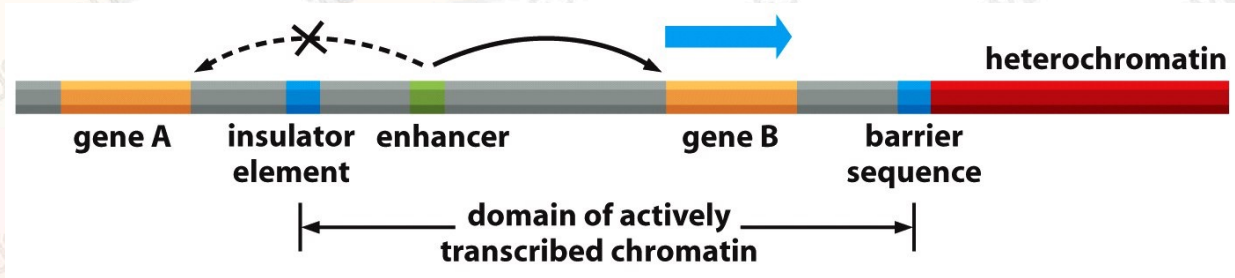 heterochromatin
gene A
insulator
element
enhancer
gene B
barrier
sequence
domain of actively
transcribed chromatin